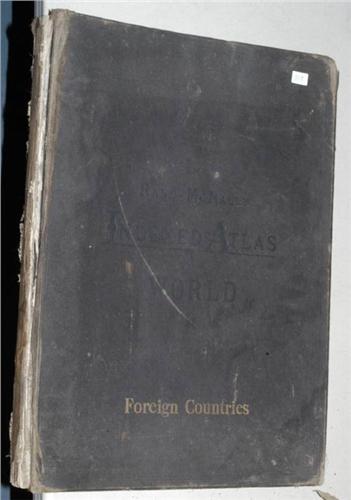 Rand McNally
Indexed Atlas
World
Foreign Countries